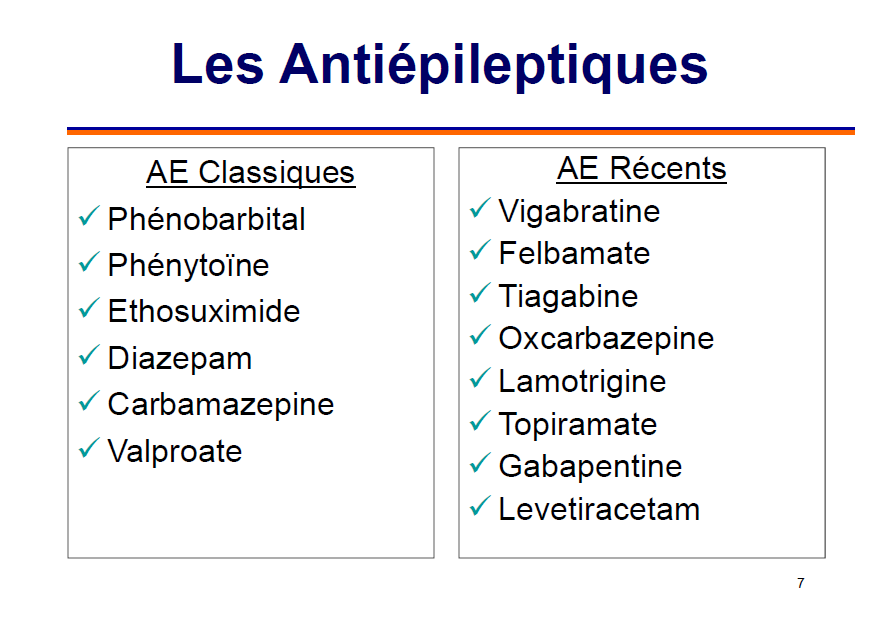 Les Antiépileptiques
AE Classiques
Phénobarbital
Phénytoïne
Ethosuximide
Diazepam
Carbamazepine
Valproate
AE Récents
Vigabratine
Felbamate
Tiagabine
Oxcarbazepine
Lamotrigine
Topiramate
Gabapentine
Levetiracetam
7